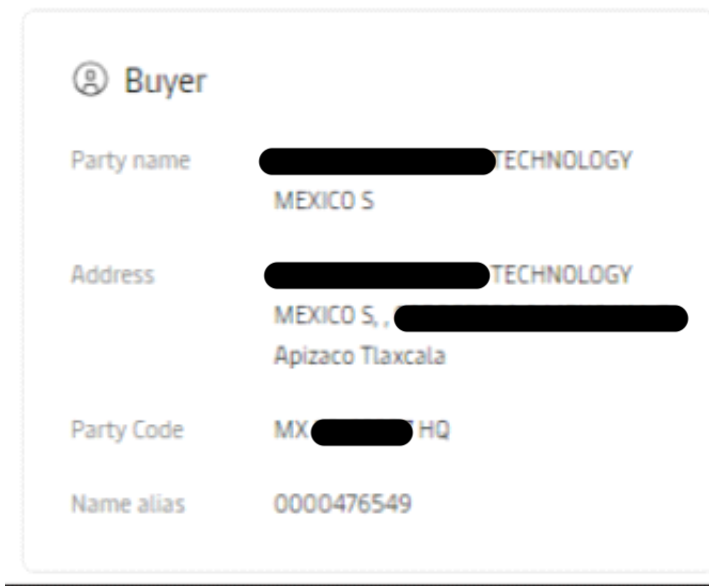 Buyer
Party name TECHNOLOGY
MEXICO S
Address TECHNOLOGY
MEXICO S, ,
Apizaco Tlaxcala
Party Code MX HQ
Name alias 0000476549